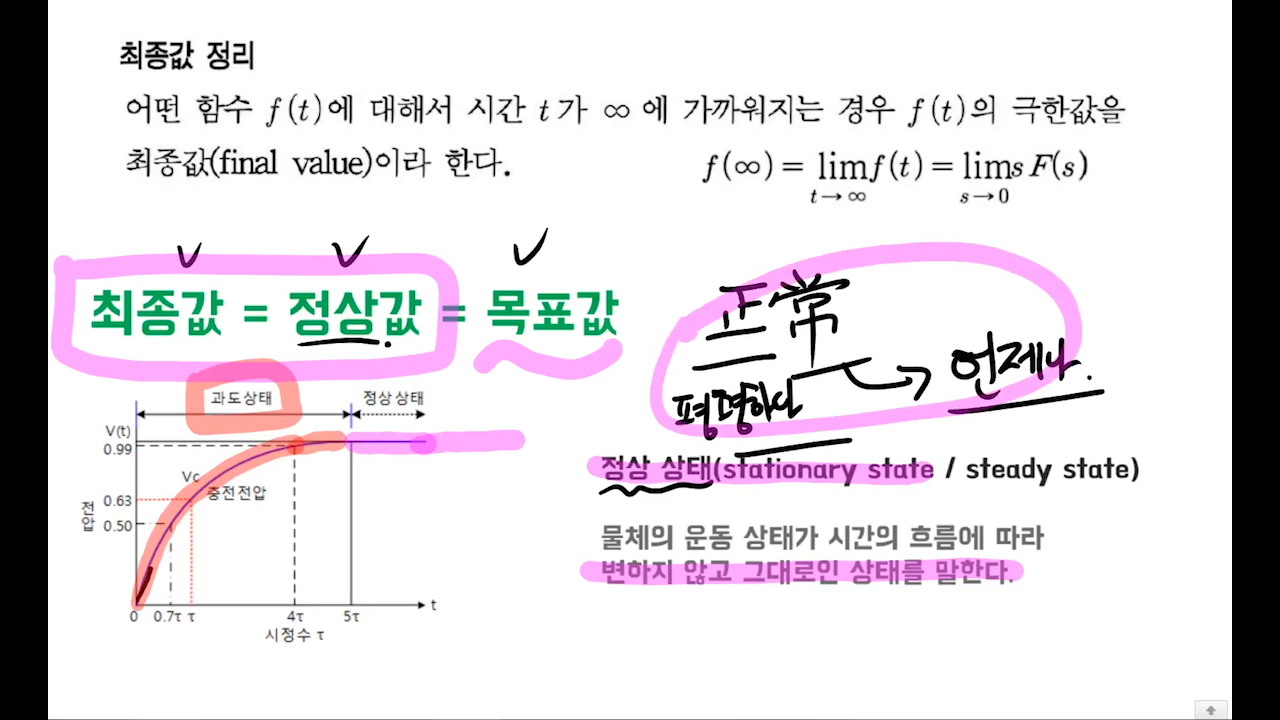 최종값 정리
어떤 함수 f(t)에 대해서 시간 t가 ∞에 가까워지는 경우 f(t)의 극한값을
최종값(final value)이라 한다.
f(∞) = lim f(t) = lim s F(s)
t→∞ s→0
최종값 = 정상값 = 목표값
正常
평평하다
언제나.
과도상태
정상상태
V(t)
0.99
Vc
충전전압
0.63
전압
0.50
0 0.7τ τ 4τ 5τ t
시정수 τ
정상 상태(stationary state / steady state)
물체의 운동 상태가 시간의 흐름에 따라
변하지 않고 그대로인 상태를 말한다.